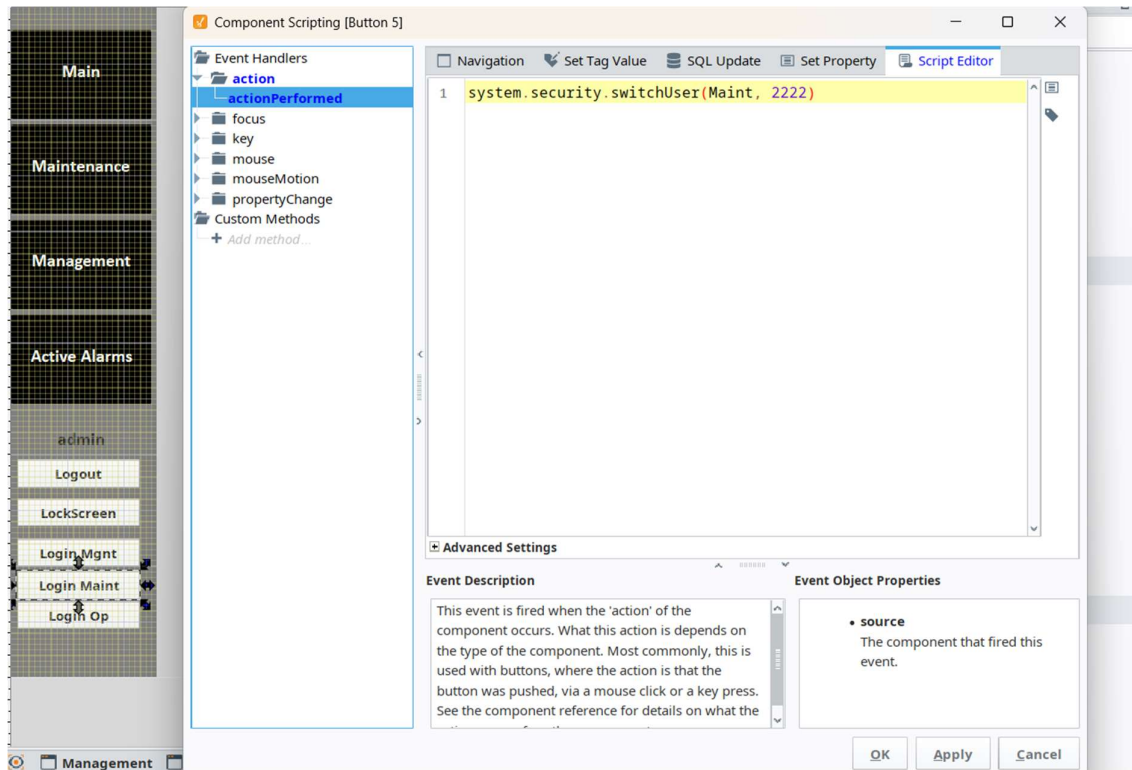 Component Scripting [Button 5]
Main
Maintenance
Management
Active Alarms
admin
Logout
LockScreen
Login Mgnt
Login Maint
Login Op
Management
Event Handlers
action
actionPerformed
focus
key
mouse
mouseMotion
propertyChange
Custom Methods
Add method...
Navigation
Set Tag Value
SQL Update
Set Property
Script Editor
1 system.security.switchUser(Maint, 2222)
Advanced Settings
Event Description
This event is fired when the 'action' of the
component occurs. What this action is depends on
the type of the component. Most commonly, this is
used with buttons, where the action is that the
button was pushed, via a mouse click or a key press.
See the component reference for details on what the
Event Object Properties
• source
The component that fired this
event.
OK
Apply
Cancel